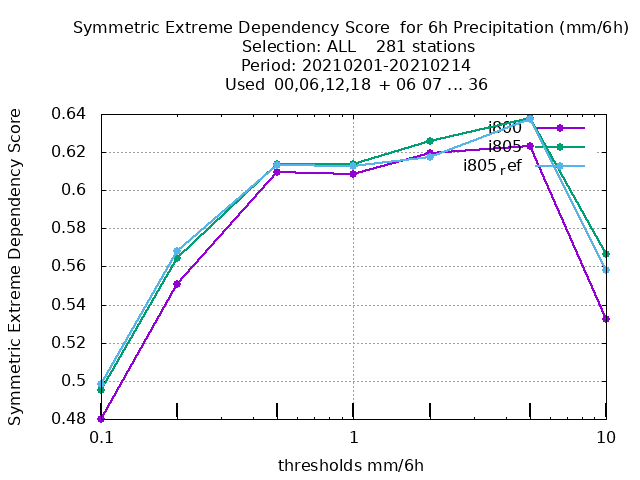 Symmetric Extreme Dependency Score  for 6h Precipitation (mm/6h)
Selection: ALL    281 stations
Period: 20210201-20210214
Used  00,06,12,18  + 06 07 ... 36
Symmetric Extreme Dependency Score
0.64
0.62
0.6
0.58
0.56
0.54
0.52
0.5
0.48
i800
i805
i805ref
0.1
1
10
thresholds mm/6h